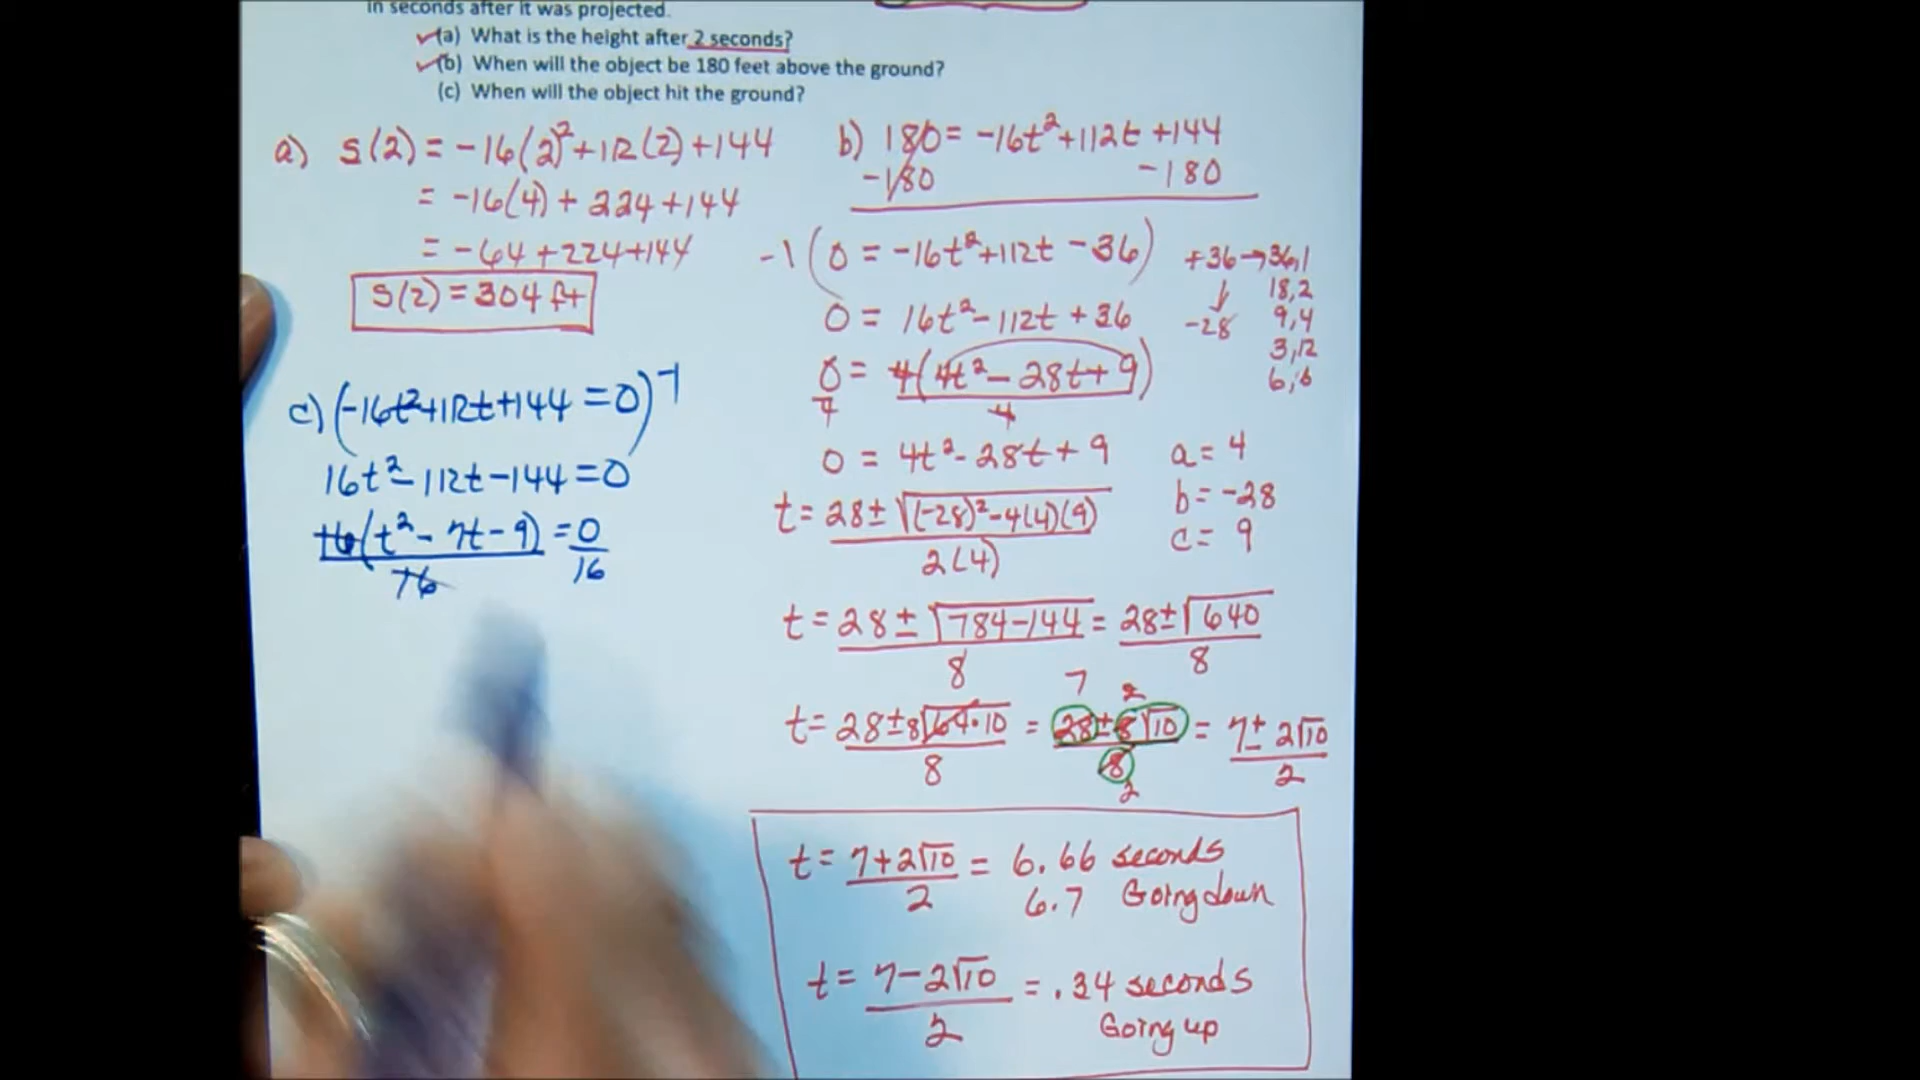 in seconds after it was projected.
(a) What is the height after 2 seconds?
(b) When will the object be 180 feet above the ground?
(c) When will the object hit the ground?
a) s(2) = -16(2)²+112(2)+144
= -16(4) + 224+144
= -64+224+144
S(2) = 304 ft
c) (-16t²+112t+144 = 0)-1
16t² - 112t - 144 = 0
16(t² - 7t - 9) = 0
16 16
b) 180 = -16t²+112t +144
-180 -180
-1(0 = -16t²+112t - 36)
0 = 16t² - 112t + 36
0 = 4(4t² - 28t + 9)
4 4
0 = 4t² - 28t + 9
t = 28 ± √(-28)² - 4(4)(9)
2(4)
+36 → 36,1
↓ 18,2
-28 9,4
3,12
6,6
a = 4
b = -28
c = 9
t = 28 ± √784-144 = 28 ± √640
8 8
7 2
t = 28 ± 8√64·10 = 28 ± 8√10 = 7 ± 2√10
8 8 2
2
t = 7+2√10 = 6.66 seconds
2 6.7 Going down
t = 7-2√10 = .34 seconds
2 Going up